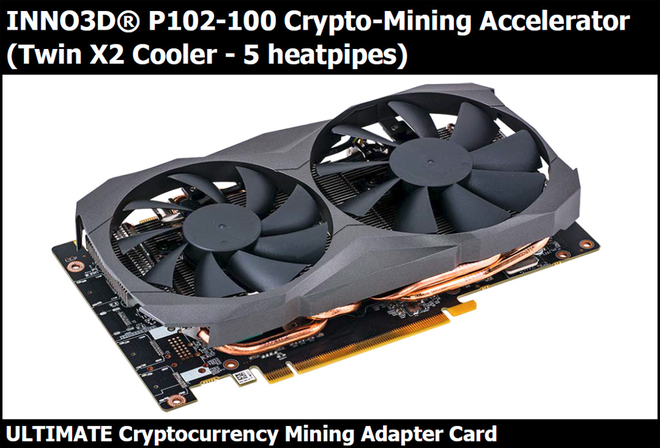 INNO3D® P102-100 Crypto-Mining Accelerator
(Twin X2 Cooler - 5 heatpipes)
ULTIMATE Cryptocurrency Mining Adapter Card